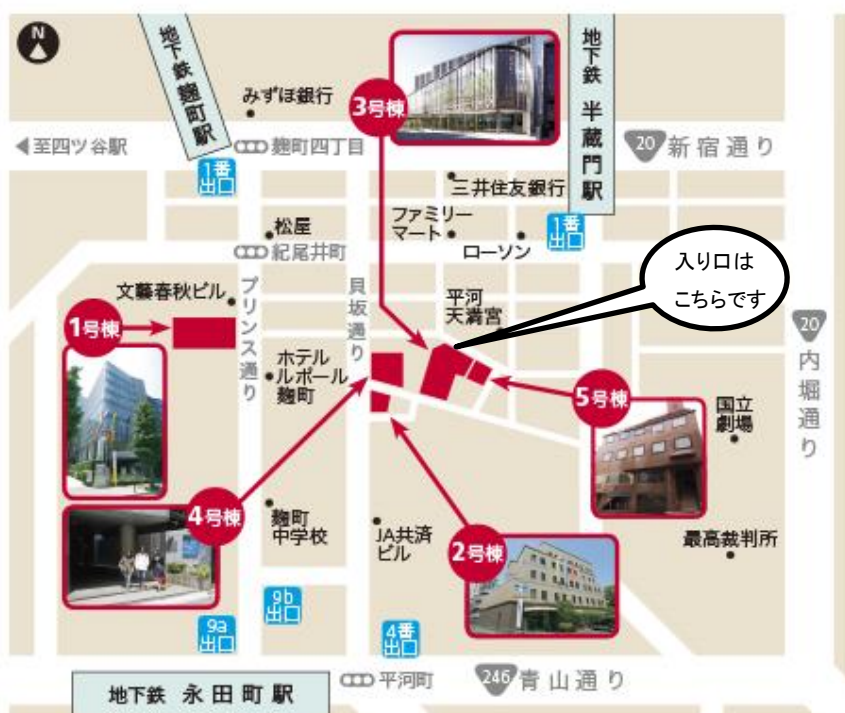 N
地下鉄 麹町駅
みずほ銀行
3号棟
地下鉄 半蔵門駅
至四ツ谷駅
麹町四丁目
20 新宿通り
1番
出口
三井住友銀行
松屋
ファミリー
マート
ローソン
1番
出口
紀尾井町
入り口は
こちらです
文藝春秋ビル
プリンス通り
貝坂通り
平河
天満宮
1号棟
20
内堀通り
ホテル
ルポール
麹町
5号棟
国立
劇場
4号棟
麹町
中学校
JA共済
ビル
2号棟
最高裁判所
9b
出口
9a
出口
4番
出口
地下鉄 永田町駅
平河町
246 青山通り